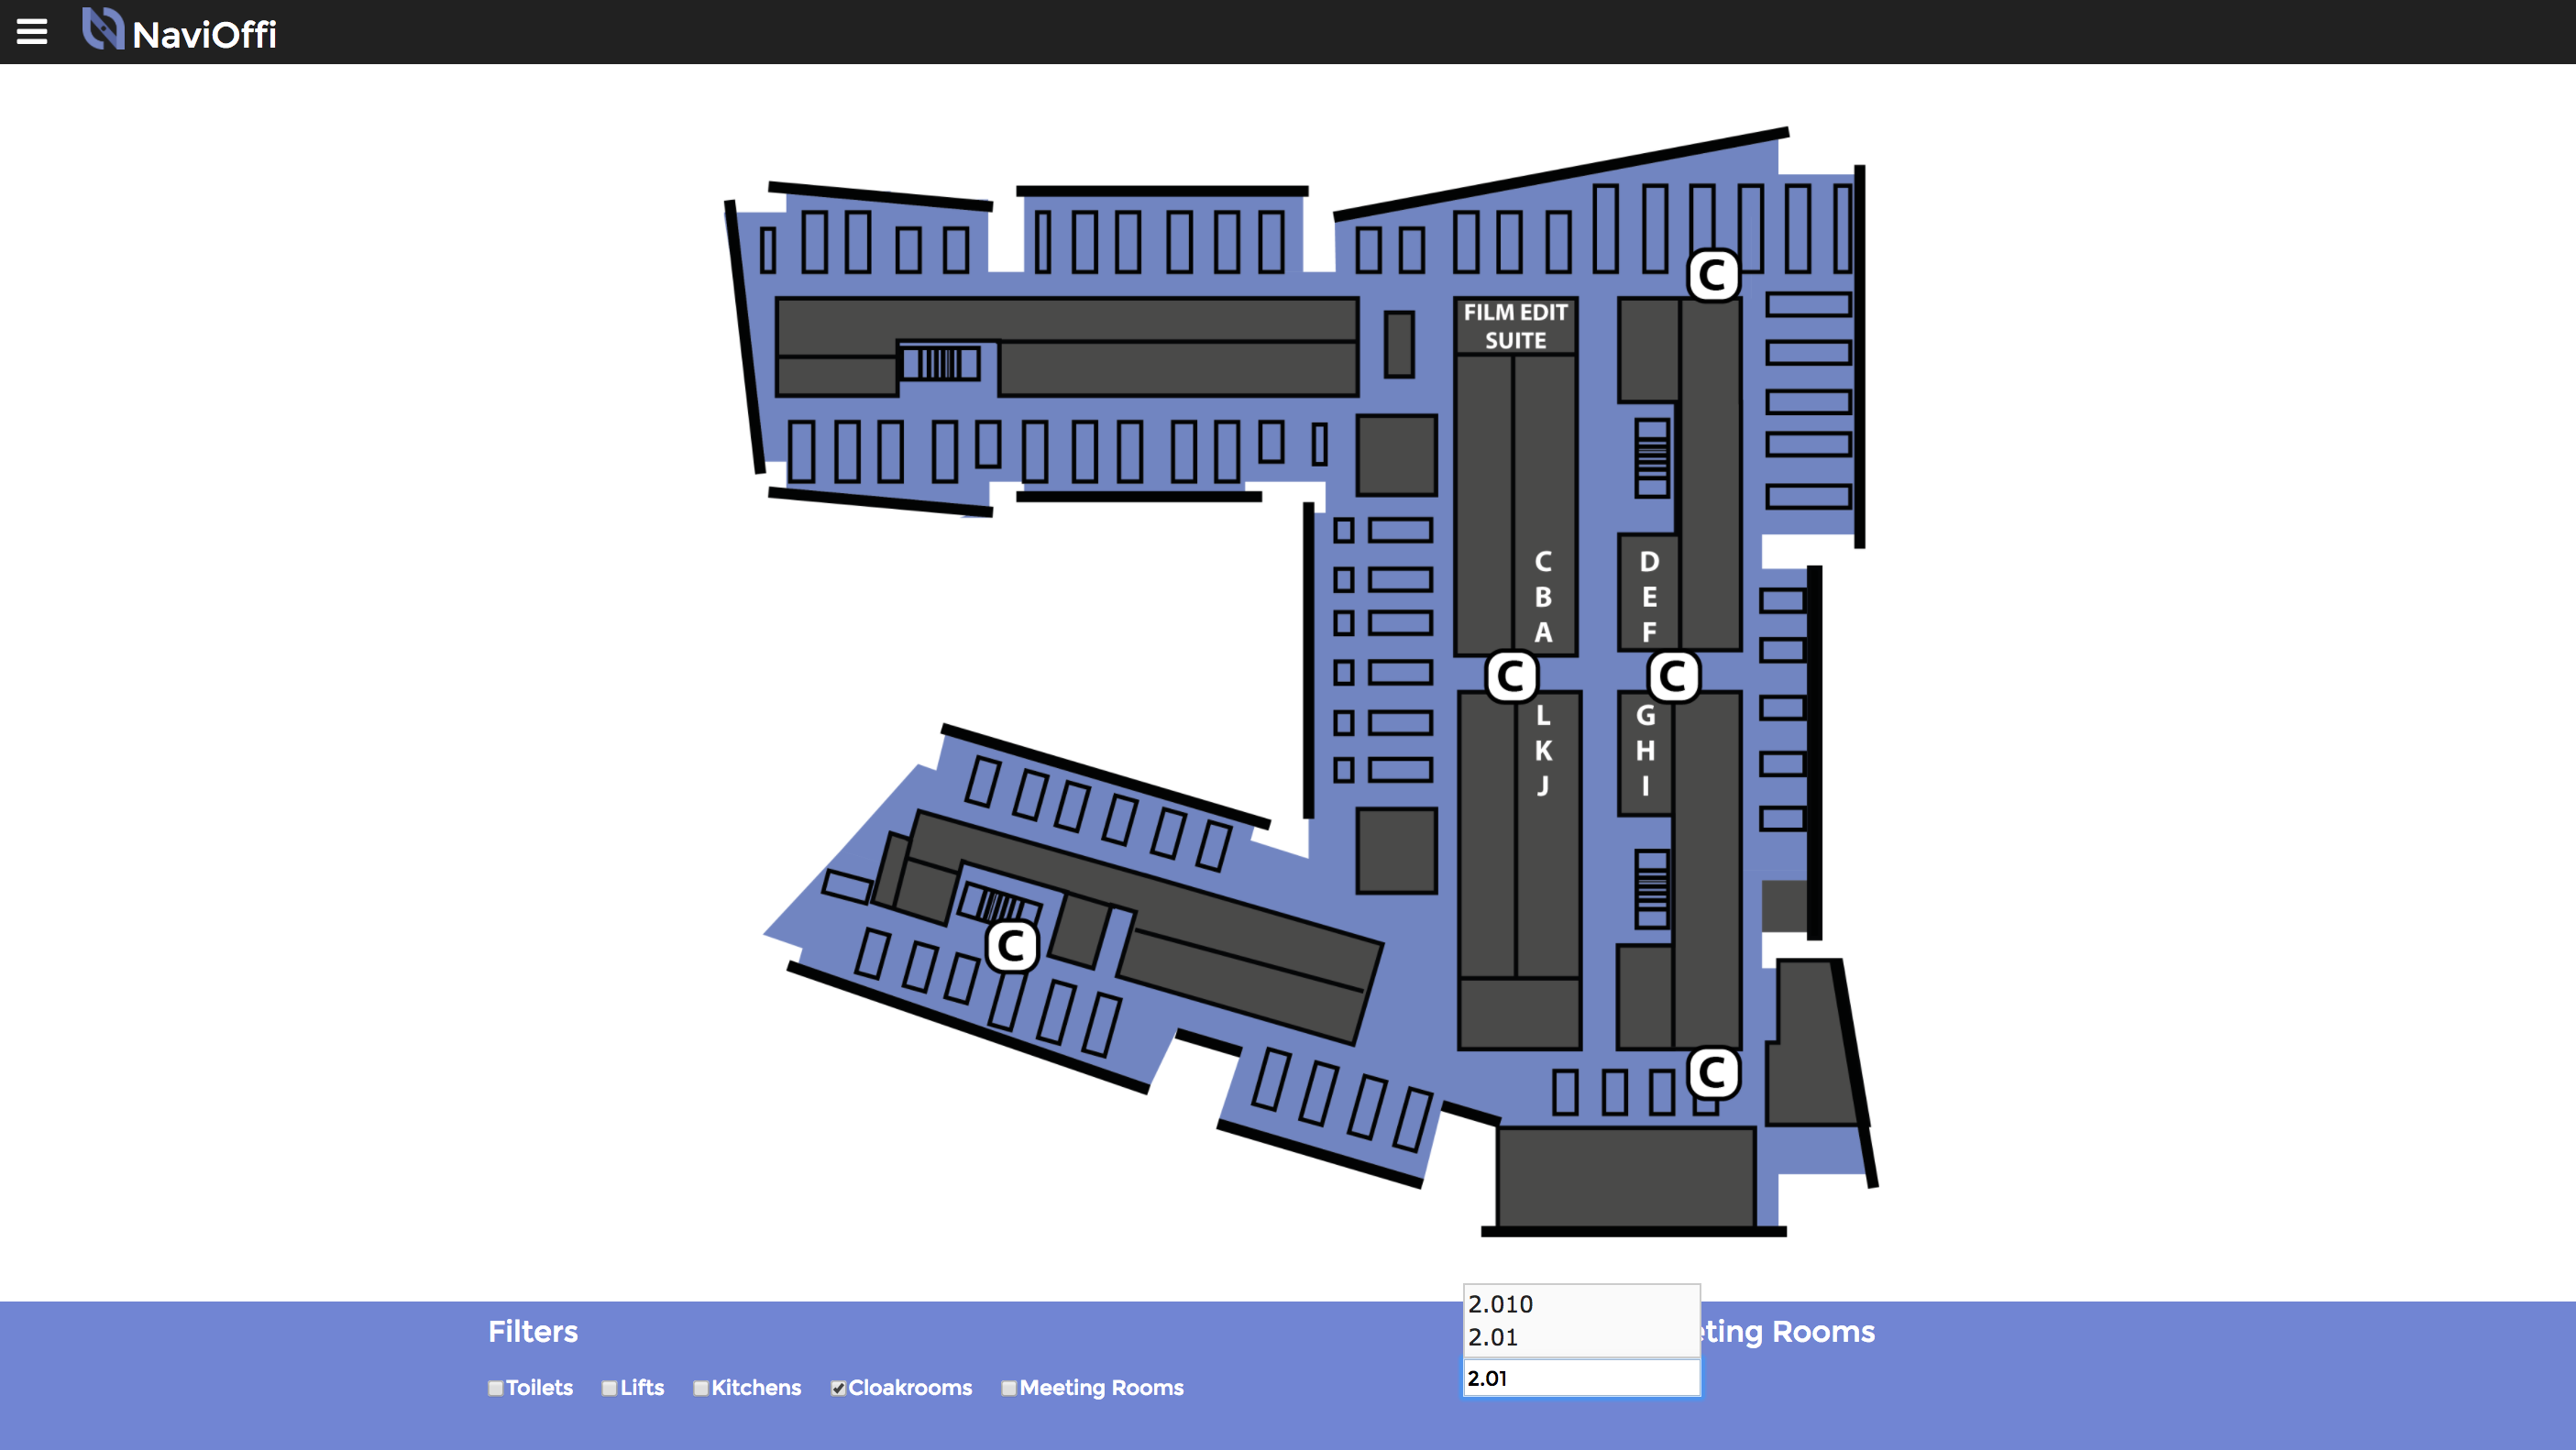 NaviOffi
C
FILM EDIT
SUITE
C
B
A
D
E
F
C
C
L
K
J
G
H
I
C
C
2.010
2.01
2.01
Filters
ting Rooms
Toilets
Lifts
Kitchens
Cloakrooms
Meeting Rooms